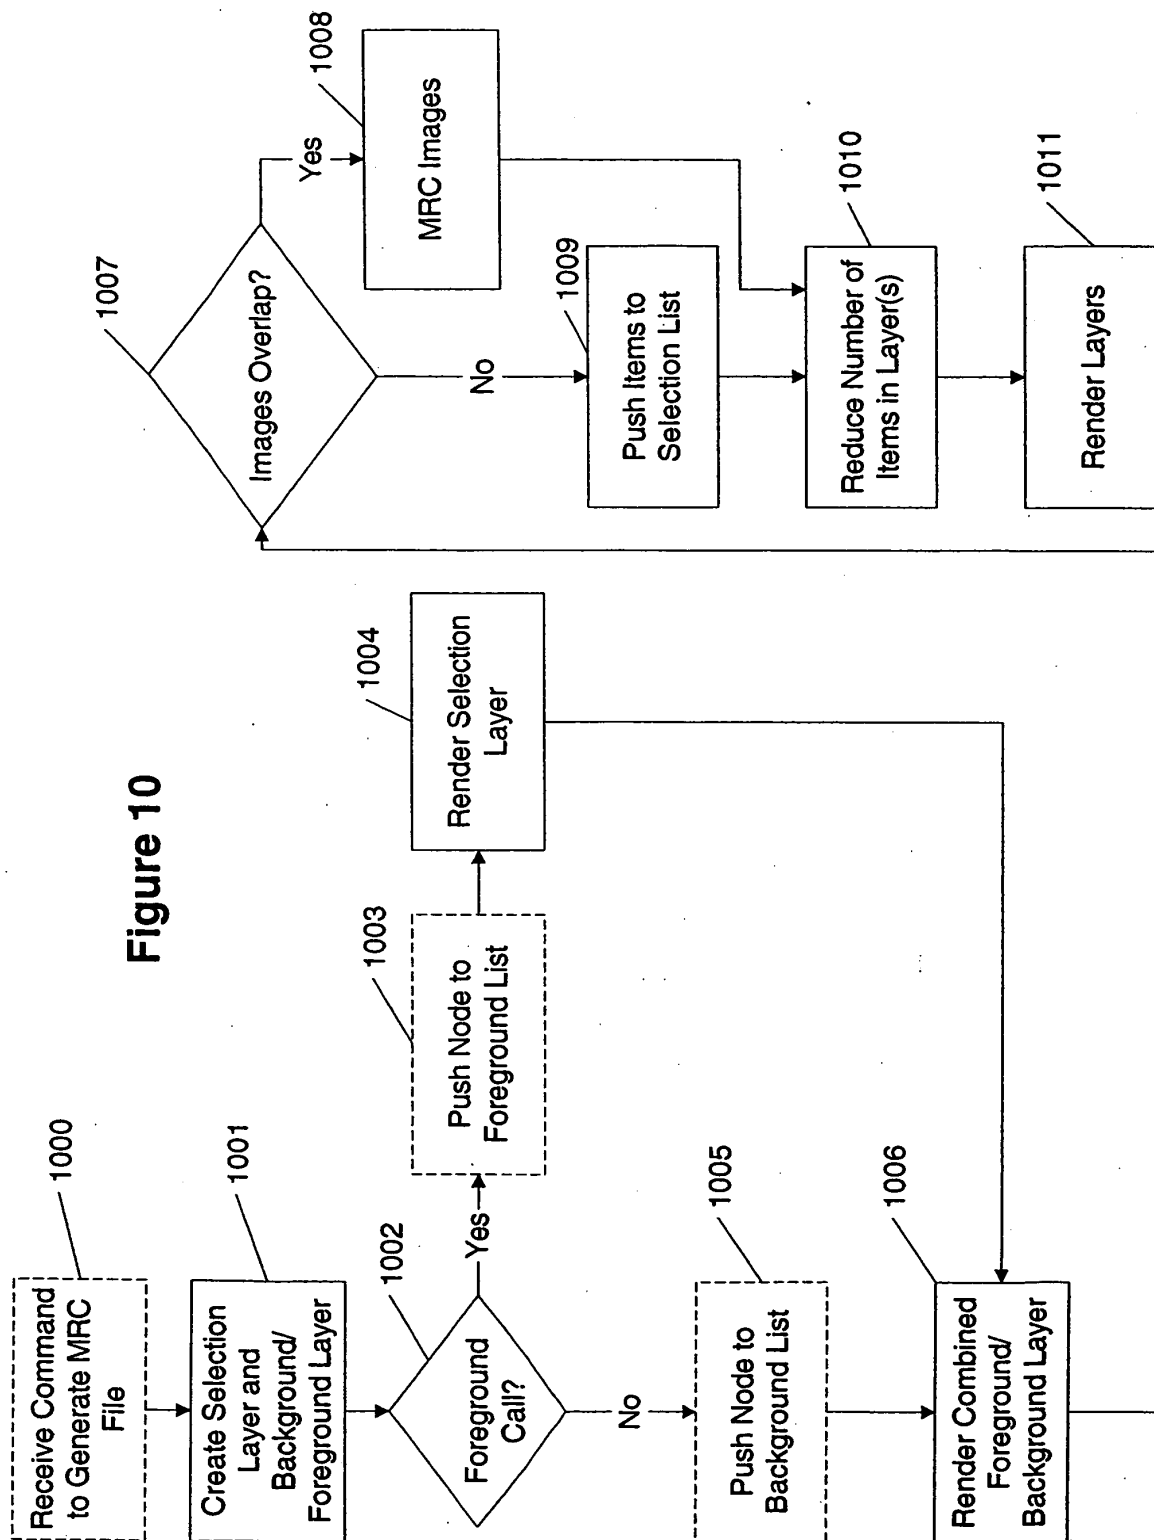 Figure 10
1000
Receive Command
to Generate MRC
File
1001
Create Selection
Layer and
Background/
Foreground Layer
1002
Foreground
Call?
Yes
1003
Push Node to
Foreground List
1004
Render Selection
Layer
No
1005
Push Node to
Background List
1006
Render Combined
Foreground/
Background Layer
1007
Images Overlap?
Yes
1008
MRC Images
No
1009
Push Items to
Selection List
1010
Reduce Number of
Items in Layer(s)
1011
Render Layers